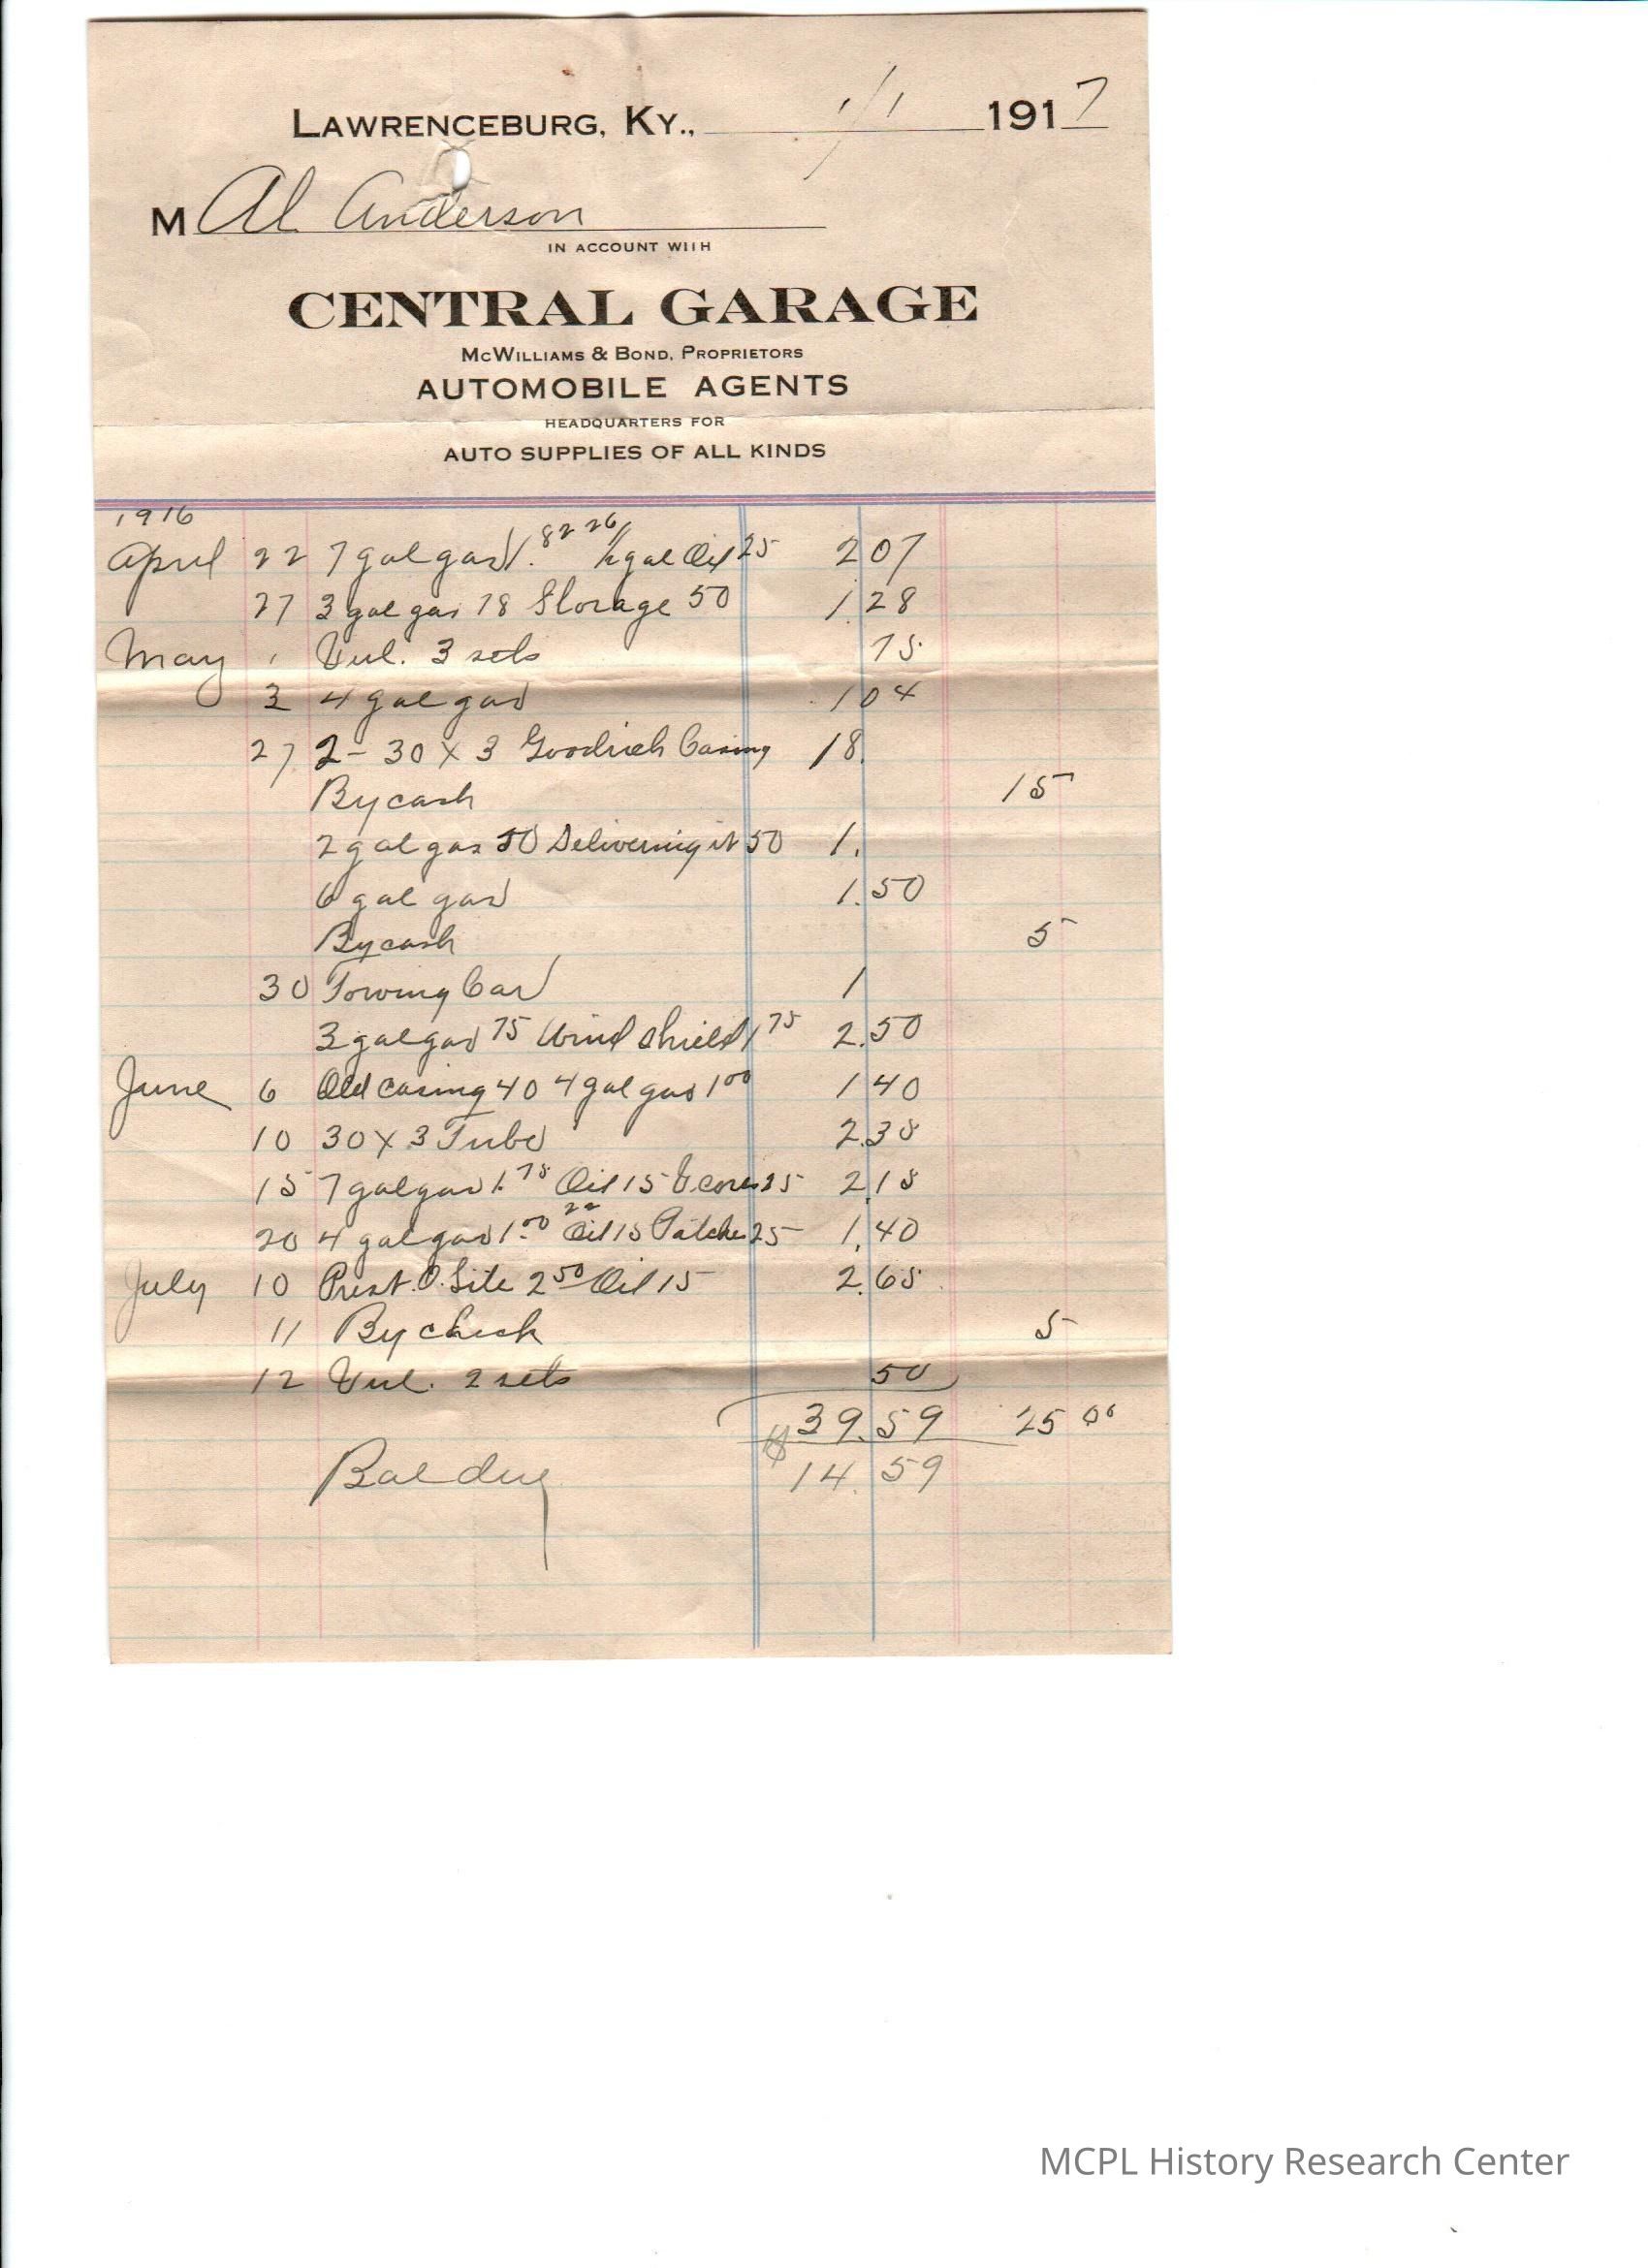 LAWRENCEBURG, KY., 1/1 1917
M Al Anderson
IN ACCOUNT WITH
CENTRAL GARAGE
MCWILLIAMS & BOND, PROPRIETORS
AUTOMOBILE AGENTS
HEADQUARTERS FOR
AUTO SUPPLIES OF ALL KINDS
1916
April 22 7 gal gas 1.82 26 1/2 gal Oil 25 2 07
27 3 gal gas 78 Storage 50 1.28
May 1 Vul. 3 sets 75
3 4 gal gas 1 04
27 2 - 30 X 3 Goodrich Casing 18.
By cash 15
2 gal gas 50 Delivering it 50 1.
6 gal gas 1.50
By cash 5
30 Towing Car 1
3 gal gas 75 Wind shield 1 75 2.50
June 6 Old casing 40 4 gal gas 1 00 1 40
10 30 X 3 Tube 2.35
15 7 gal gas 1.75 Oil 15 V cores 25 2.15
20 4 gal gas 1.00 Oil 15 Patches 25 1.40
July 10 Prest.O.Lite 2 50 Oil 15 2.65
11 By check 5
12 Vul. 2 sets 50
39.59 25 00
Bal due $14.59
MCPL History Research Center